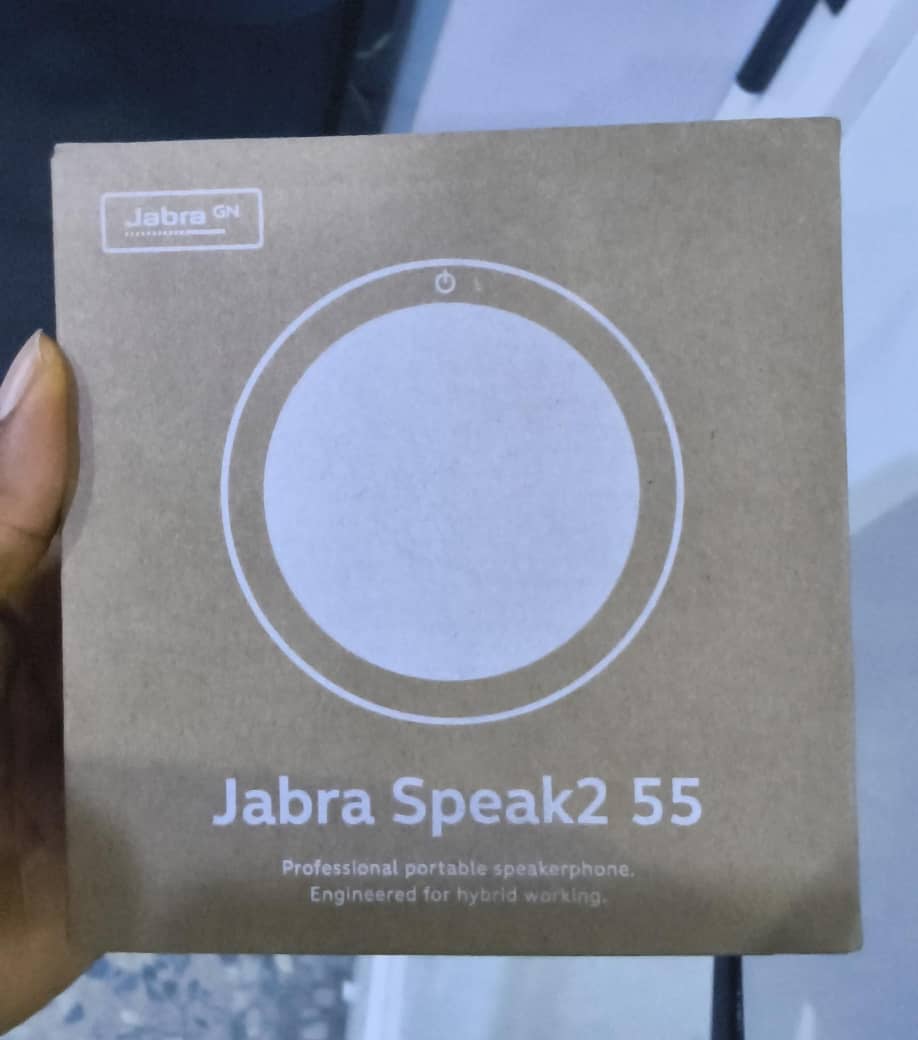 Jabra GN
Jabra Speak2 55
Professional portable speakerphone.
Engineered for hybrid working.